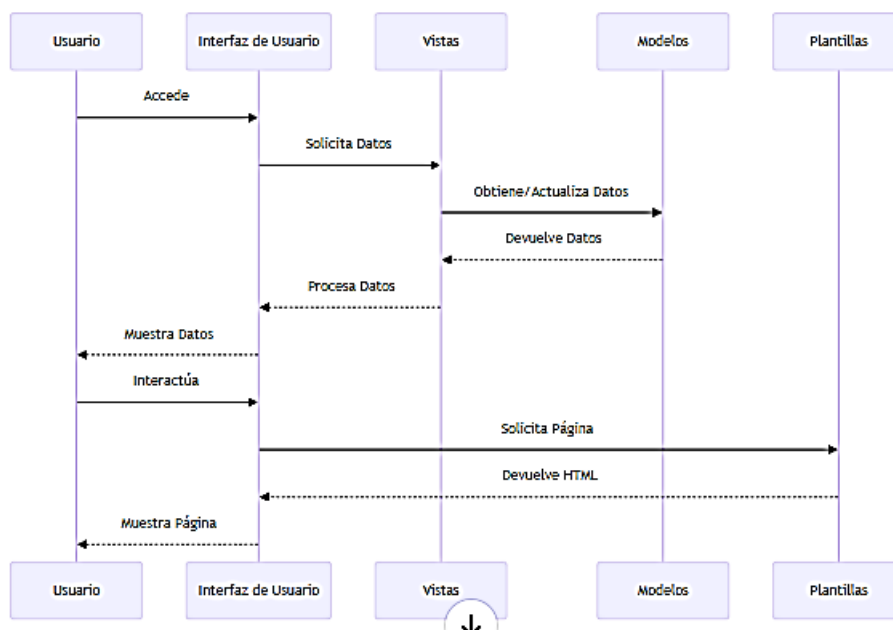 Usuario
Interfaz de Usuario
Vistas
Modelos
Plantillas
Accede
Solicita Datos
Obtiene/Actualiza Datos
Devuelve Datos
Procesa Datos
Muestra Datos
Interactúa
Solicita Página
Devuelve HTML
Muestra Página
Usuario
Interfaz de Usuario
Vistas
Modelos
Plantillas